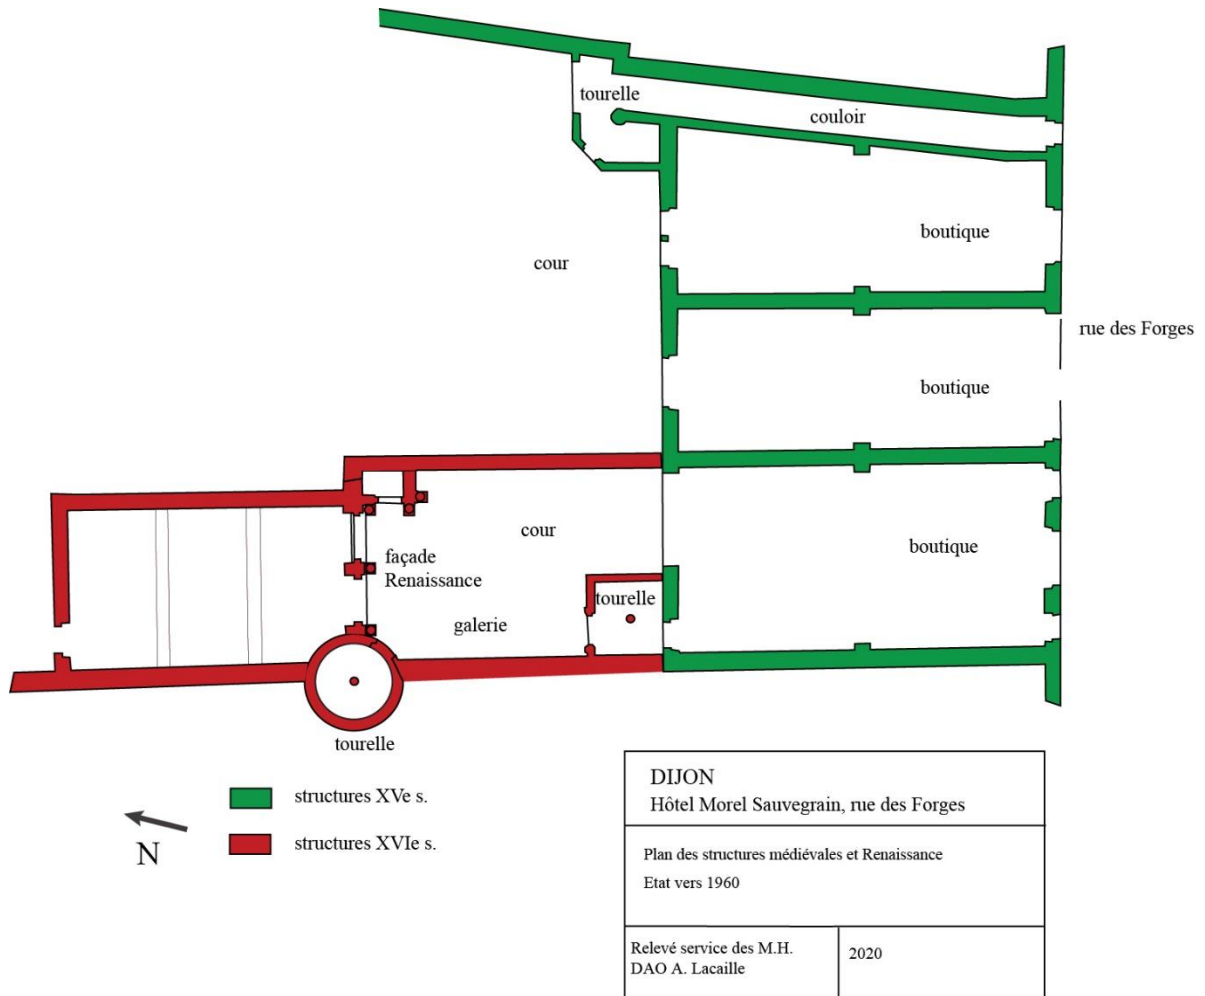 tourelle
couloir
boutique
cour
rue des Forges
boutique
cour
boutique
façade
Renaissance
tourelle
galerie
tourelle
structures XVe s.
structures XVIe s.
N
DIJON
Hôtel Morel Sauvegrain, rue des Forges
Plan des structures médiévales et Renaissance
Etat vers 1960
Relevé service des M.H.
DAO A. Lacaille
2020